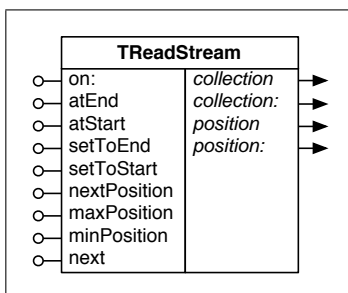 TReadStream
on: collection
atEnd collection:
atStart position
setToEnd position:
setToStart
nextPosition
maxPosition
minPosition
next